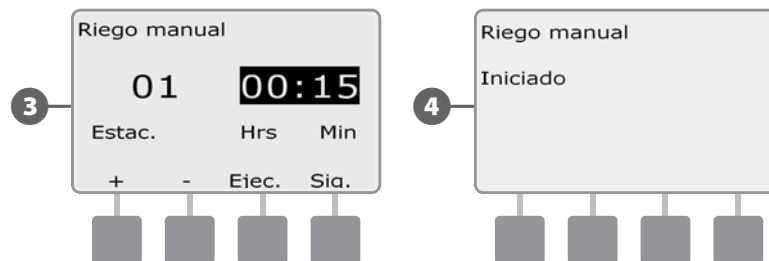 Riego manual
01 00:15
Estac. Hrs Min
+ - Ejec. Sig.
3
Riego manual
Iniciado
4